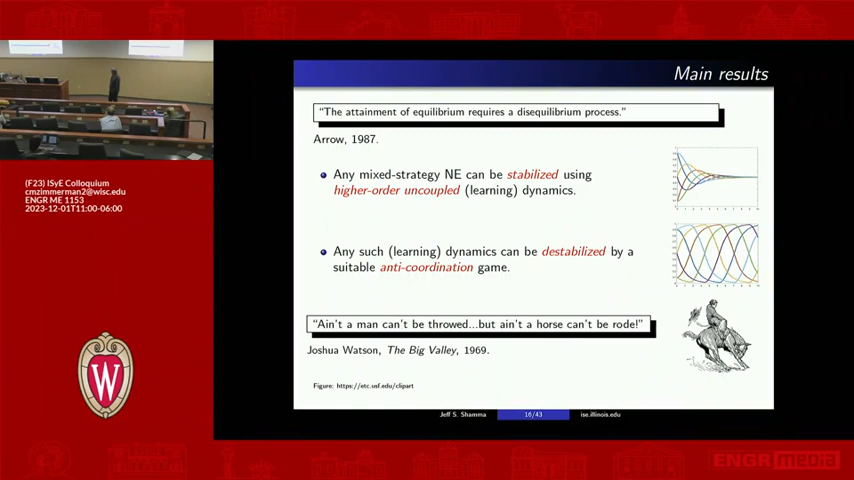 Main results
"The attainment of equilibrium requires a disequilibrium process."
Arrow, 1987.
Any mixed-strategy NE can be stabilized using
higher-order uncoupled (learning) dynamics.
Any such (learning) dynamics can be destabilized by a
suitable anti-coordination game.
"Ain't a man can't be throwed...but ain't a horse can't be rode!"
Joshua Watson, The Big Valley, 1969.
Figure: https://etc.usf.edu/clipart
Jeff S. Shamma 16/43 ise.illinois.edu
(F23) ISyE Colloquium
cmzimmerman2@wisc.edu
ENGR ME 1153
2023-12-01T11:00-06:00
W
ENGR media